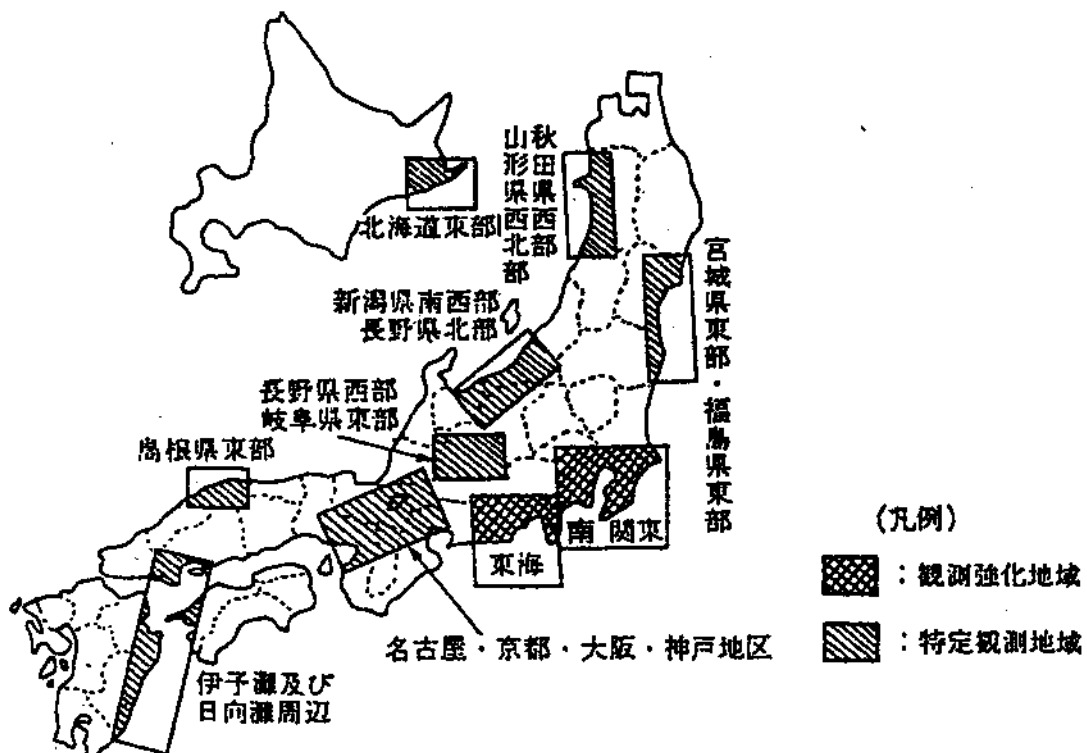 秋田県西部
山形県西北部
北海道東部
宮城県東部・福島県東部
新潟県南西部
長野県北部
長野県西部
岐阜県東部
島根県東部
南関東
東海
(凡例)
：観測強化地域
：特定観測地域
名古屋・京都・大阪・神戸地区
伊予灘及び
日向灘周辺